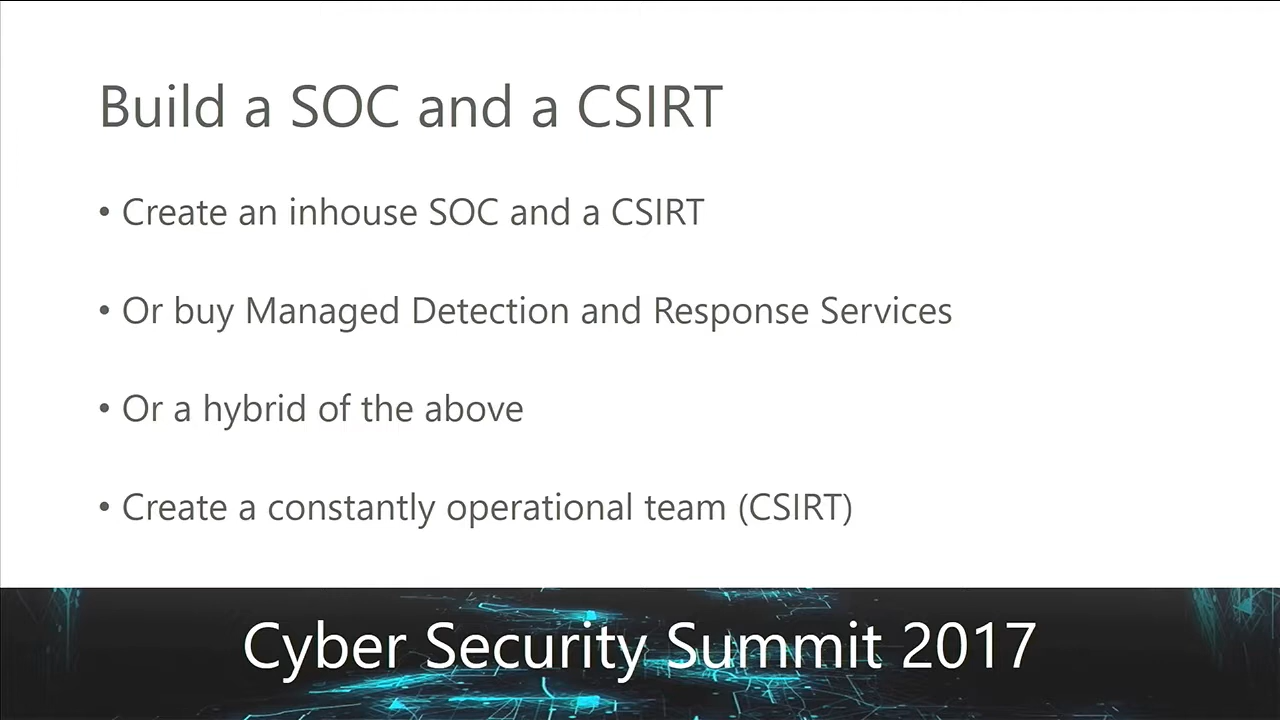 Build a SOC and a CSIRT
• Create an inhouse SOC and a CSIRT
• Or buy Managed Detection and Response Services
• Or a hybrid of the above
• Create a constantly operational team (CSIRT)
Cyber Security Summit 2017